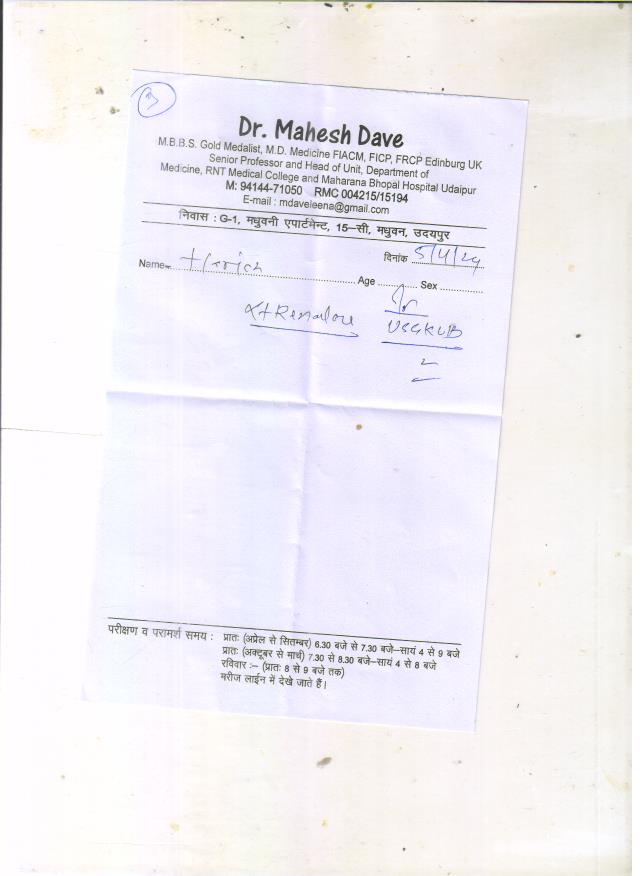 Dr. Mahesh Dave
M.B.B.S. Gold Medalist, M.D. Medicine FIACM, FICP, FRCP Edinburg UK
Senior Professor and Head of Unit, Department of
Medicine, RNT Medical College and Maharana Bhopal Hospital Udaipur
M: 94144-71050 RMC 004215/15194
E-mail : mdaveleena@gmail.com
निवास : G-1, मधुवनी एपार्टमेन्ट, 15–सी, मधुवन, उदयपुर
दिनांक 5/4/24
Name
Age ........... Sex ..............
USG KUB
परीक्षण व परामर्श समय : प्रातः (अप्रेल से सितम्बर) 6.30 बजे से 7.30 बजे–सायं 4 से 9 बजे
प्रातः (अक्टूबर से मार्च) 7.30 से 8.30 बजे–सायं 4 से 8 बजे
रविवार :– (प्रातः 8 से 9 बजे तक)
मरीज लाईन में देखे जाते हैं।